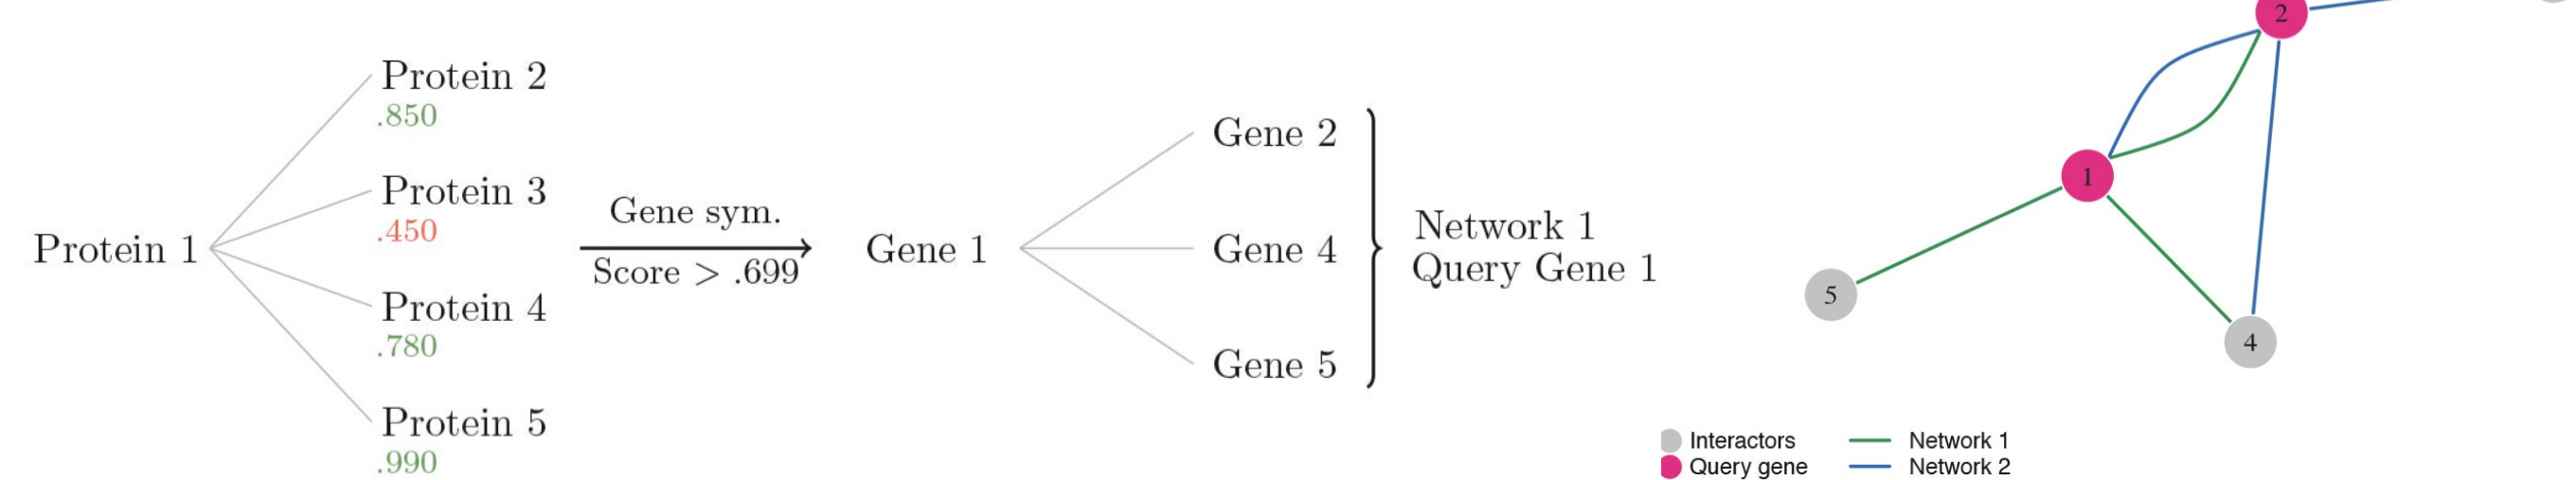 Protein 1
Protein 2
.850
Protein 3
.450
Protein 4
.780
Protein 5
.990
Gene sym.
Score > .699
Gene 1
Gene 2
Gene 4
Gene 5
Network 1
Query Gene 1
2
1
5
4
Interactors
Query gene
Network 1
Network 2